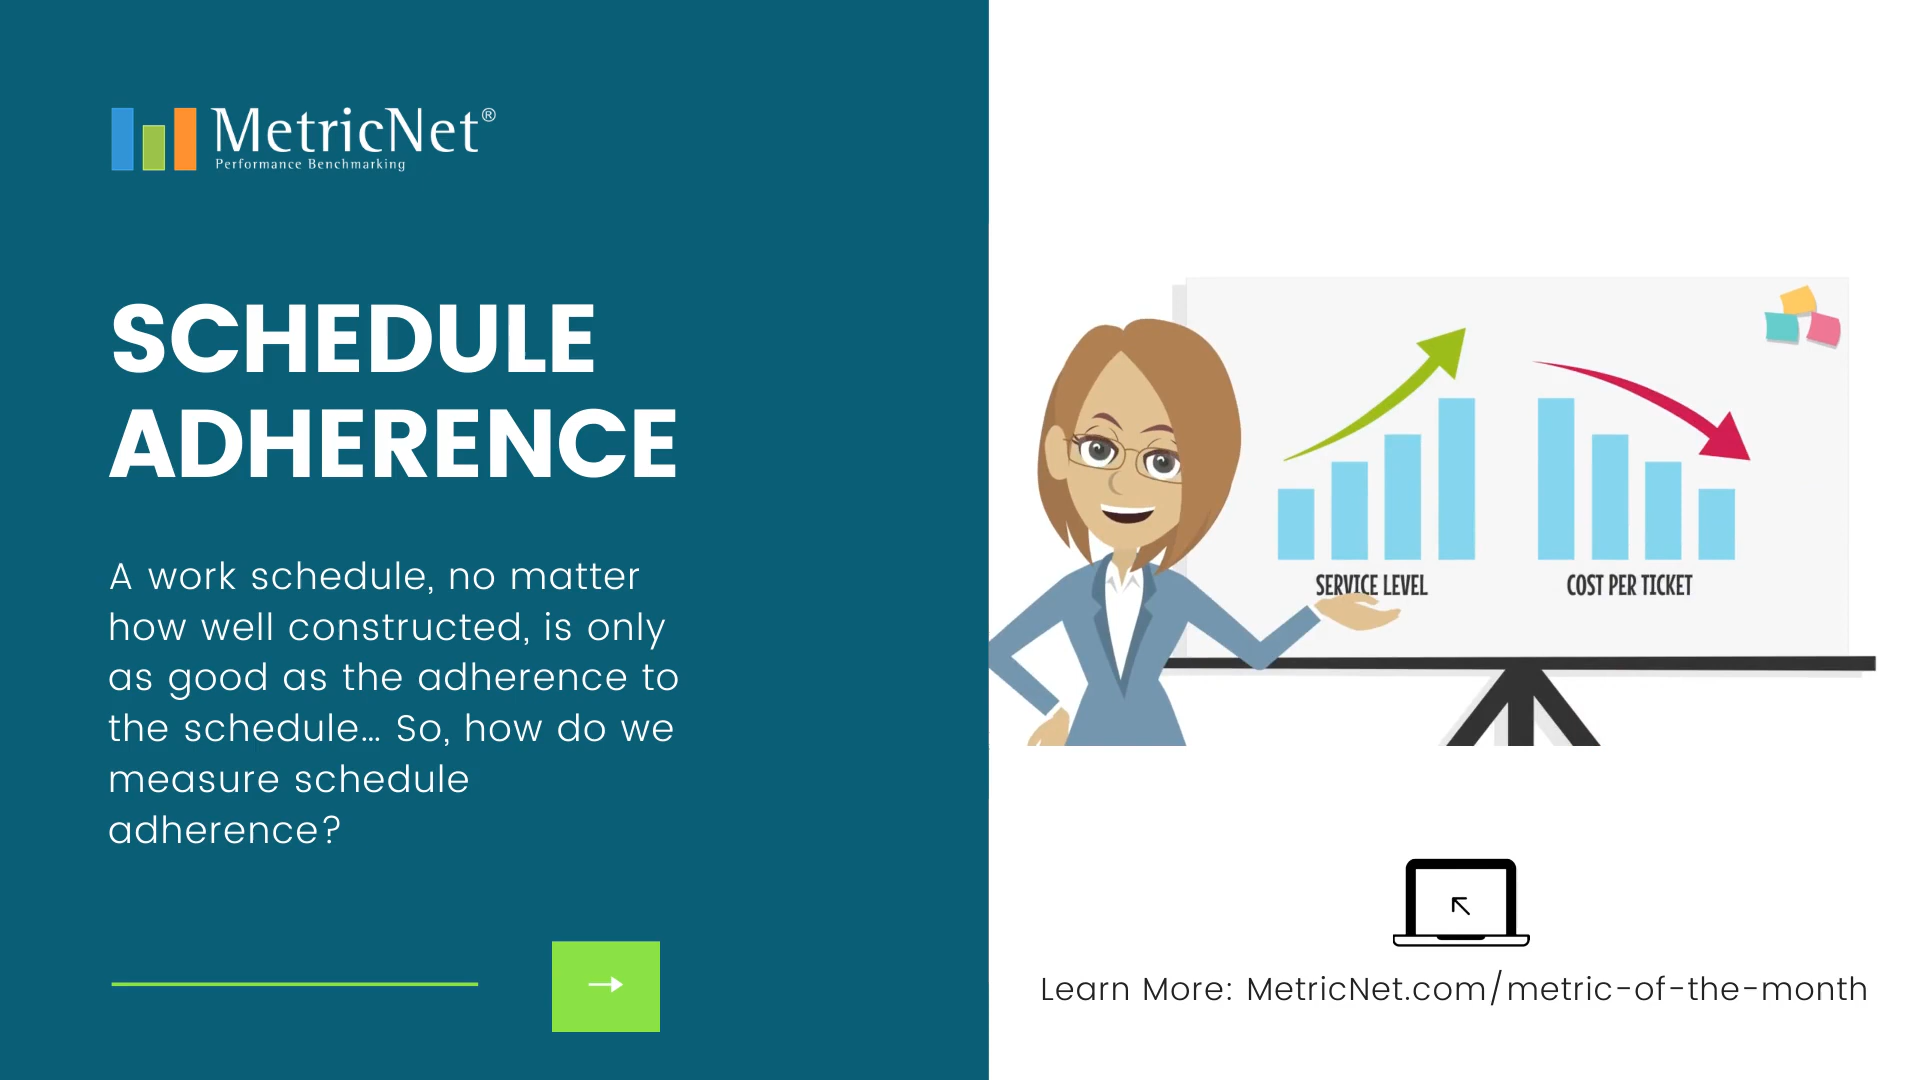 MetricNet®
Performance Benchmarking
SCHEDULE
ADHERENCE
A work schedule, no matter
how well constructed, is only
as good as the adherence to
the schedule... So, how do we
measure schedule
adherence?
SERVICE LEVEL
COST PER TICKET
Learn More: MetricNet.com/metric-of-the-month